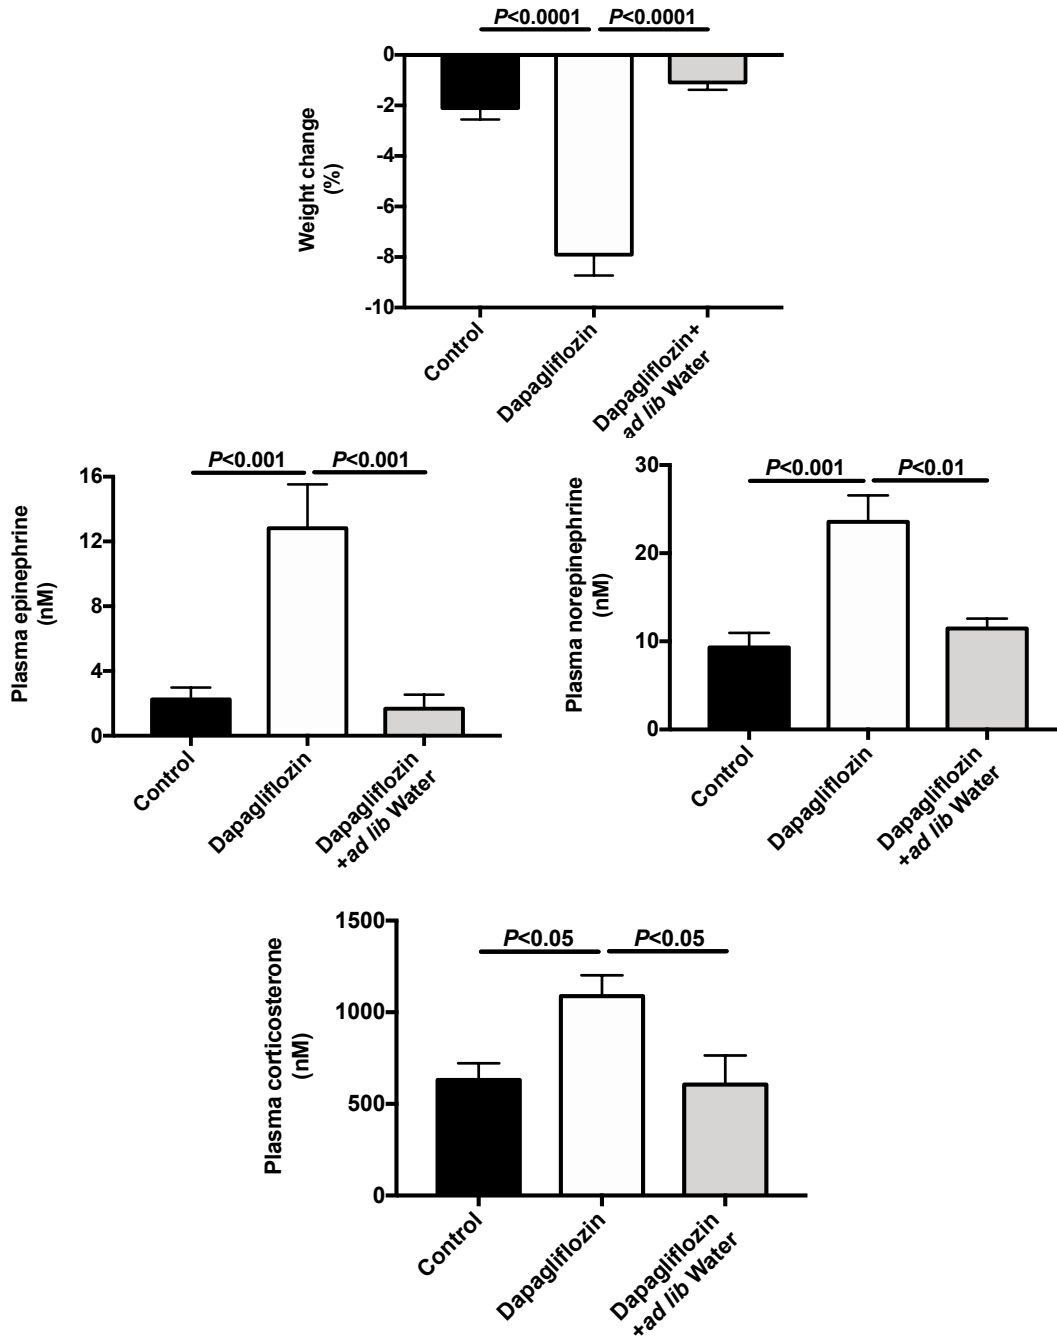 P<0.0001 P<0.0001
0
-2
-4
-6
-8
-10
Weight change
(%)
Control
Dapagliflozin
Dapagliflozin+
ad lib Water
P<0.001 P<0.001
16
12
8
4
0
Plasma epinephrine
(nM)
Control
Dapagliflozin
Dapagliflozin
+ad lib Water
P<0.001 P<0.01
30
20
10
0
Plasma norepinephrine
(nM)
Control
Dapagliflozin
Dapagliflozin
+ad lib Water
P<0.05 P<0.05
1500
1000
500
0
Plasma corticosterone
(nM)
Control
Dapagliflozin
Dapagliflozin
+ad lib Water